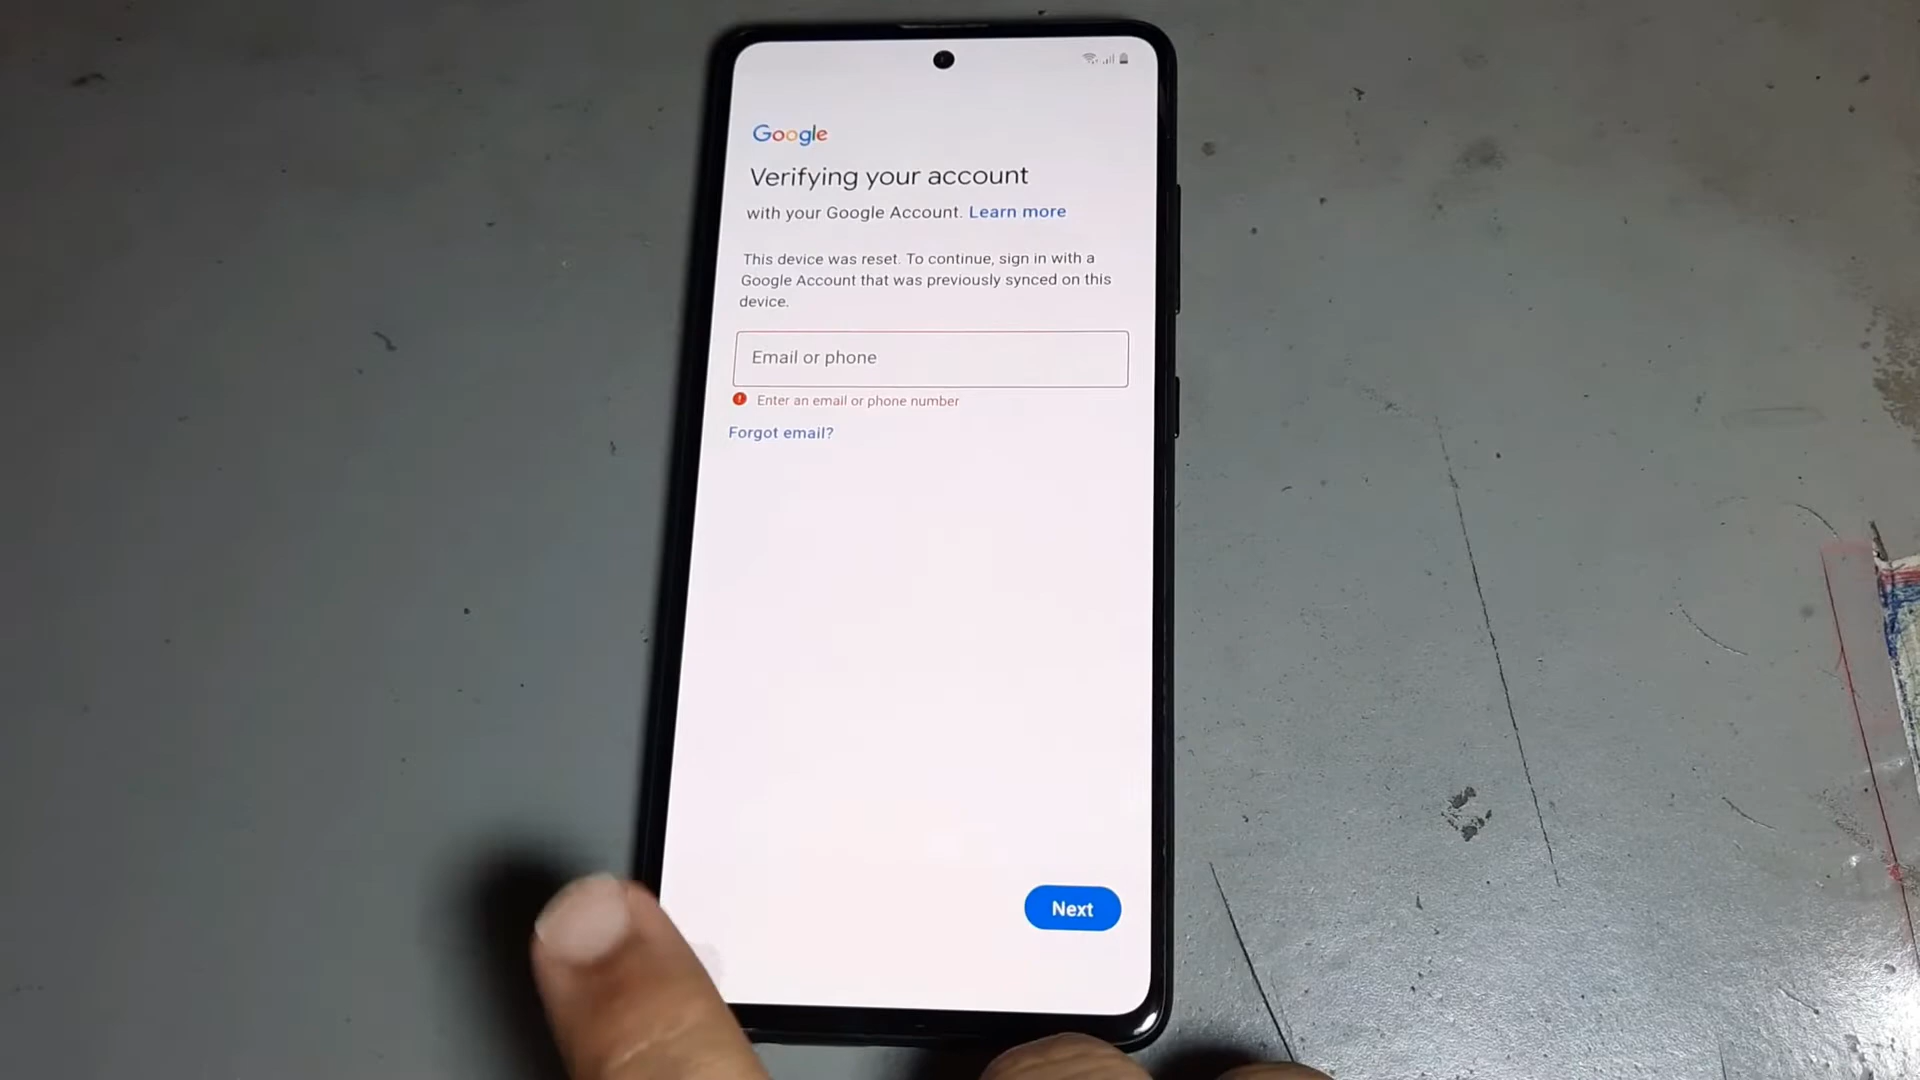 Google
Verifying your account
with your Google Account. Learn more
This device was reset. To continue, sign in with a
Google Account that was previously synced on this
device.
Email or phone
Enter an email or phone number
Forgot email?
Next